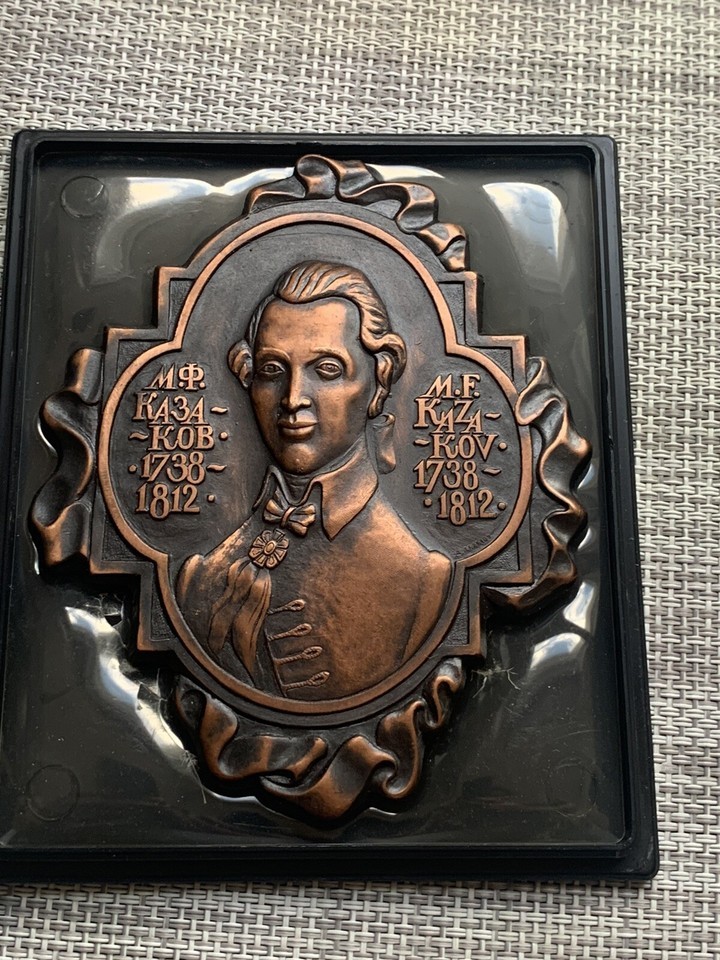 М.Ф.
КАЗА-
-КОВ·
·1738-
1812·
M.F.
KAZA-
-KOV·
1738-
·1812·